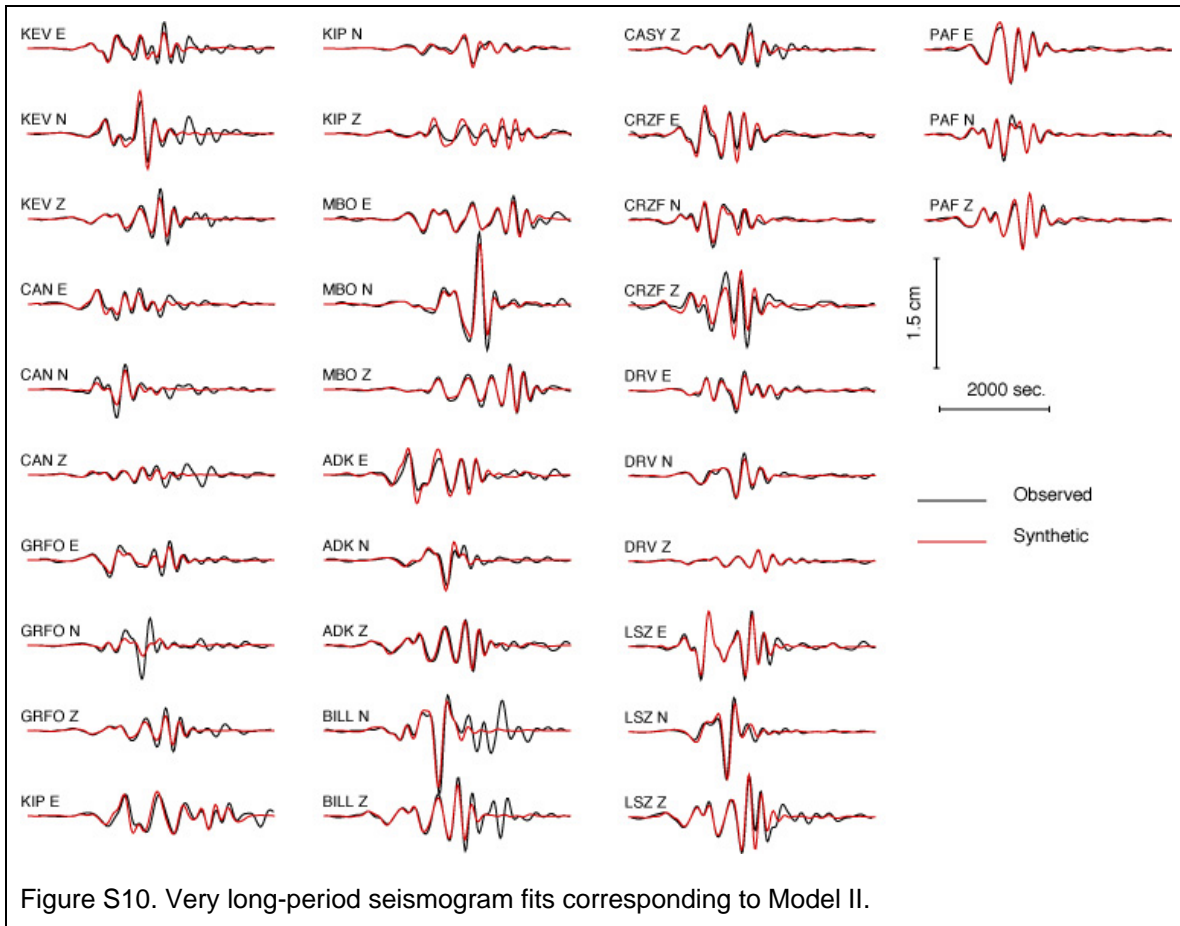 KEV E
KEV N
KEV Z
CAN E
CAN N
CAN Z
GRFO E
GRFO N
GRFO Z
KIP E
KIP N
KIP Z
MBO E
MBO N
MBO Z
ADK E
ADK N
ADK Z
BILL N
BILL Z
CASY Z
CRZF E
CRZF N
CRZF Z
DRV E
DRV N
DRV Z
LSZ E
LSZ N
LSZ Z
PAF E
PAF N
PAF Z
1.5 cm
2000 sec.
Observed
Synthetic
Figure S10. Very long-period seismogram fits corresponding to Model II.